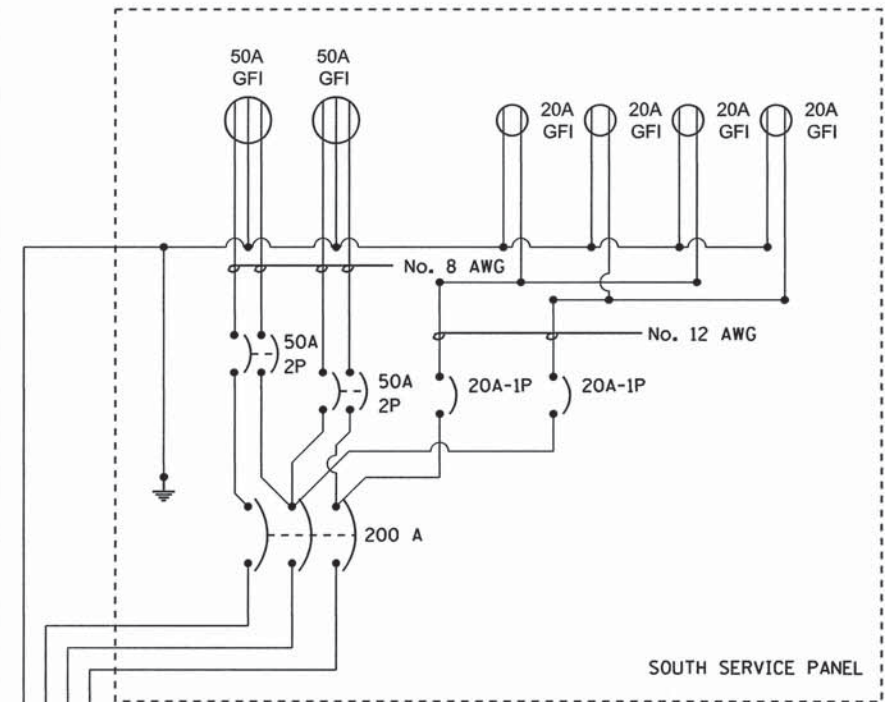 50A
GFI
50A
GFI
20A
GFI
20A
GFI
20A
GFI
20A
GFI
No. 8 AWG
No. 12 AWG
50A
2P
50A
2P
20A-1P
20A-1P
200 A
SOUTH SERVICE PANEL